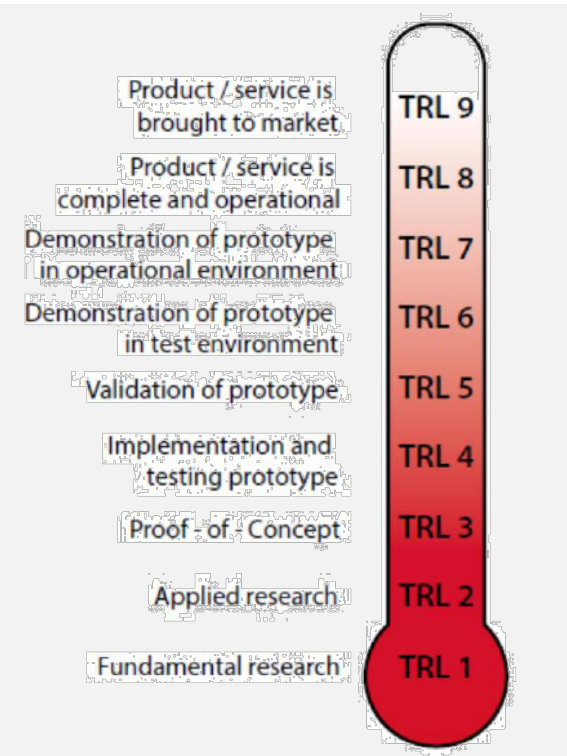 Product / service is
brought to market
TRL 9
Product / service is
complete and operational
TRL 8
Demonstration of prototype
in operational environment
TRL 7
Demonstration of prototype
in test environment
TRL 6
Validation of prototype
TRL 5
Implementation and
testing prototype
TRL 4
Proof - of - Concept
TRL 3
Applied research
TRL 2
Fundamental research
TRL 1